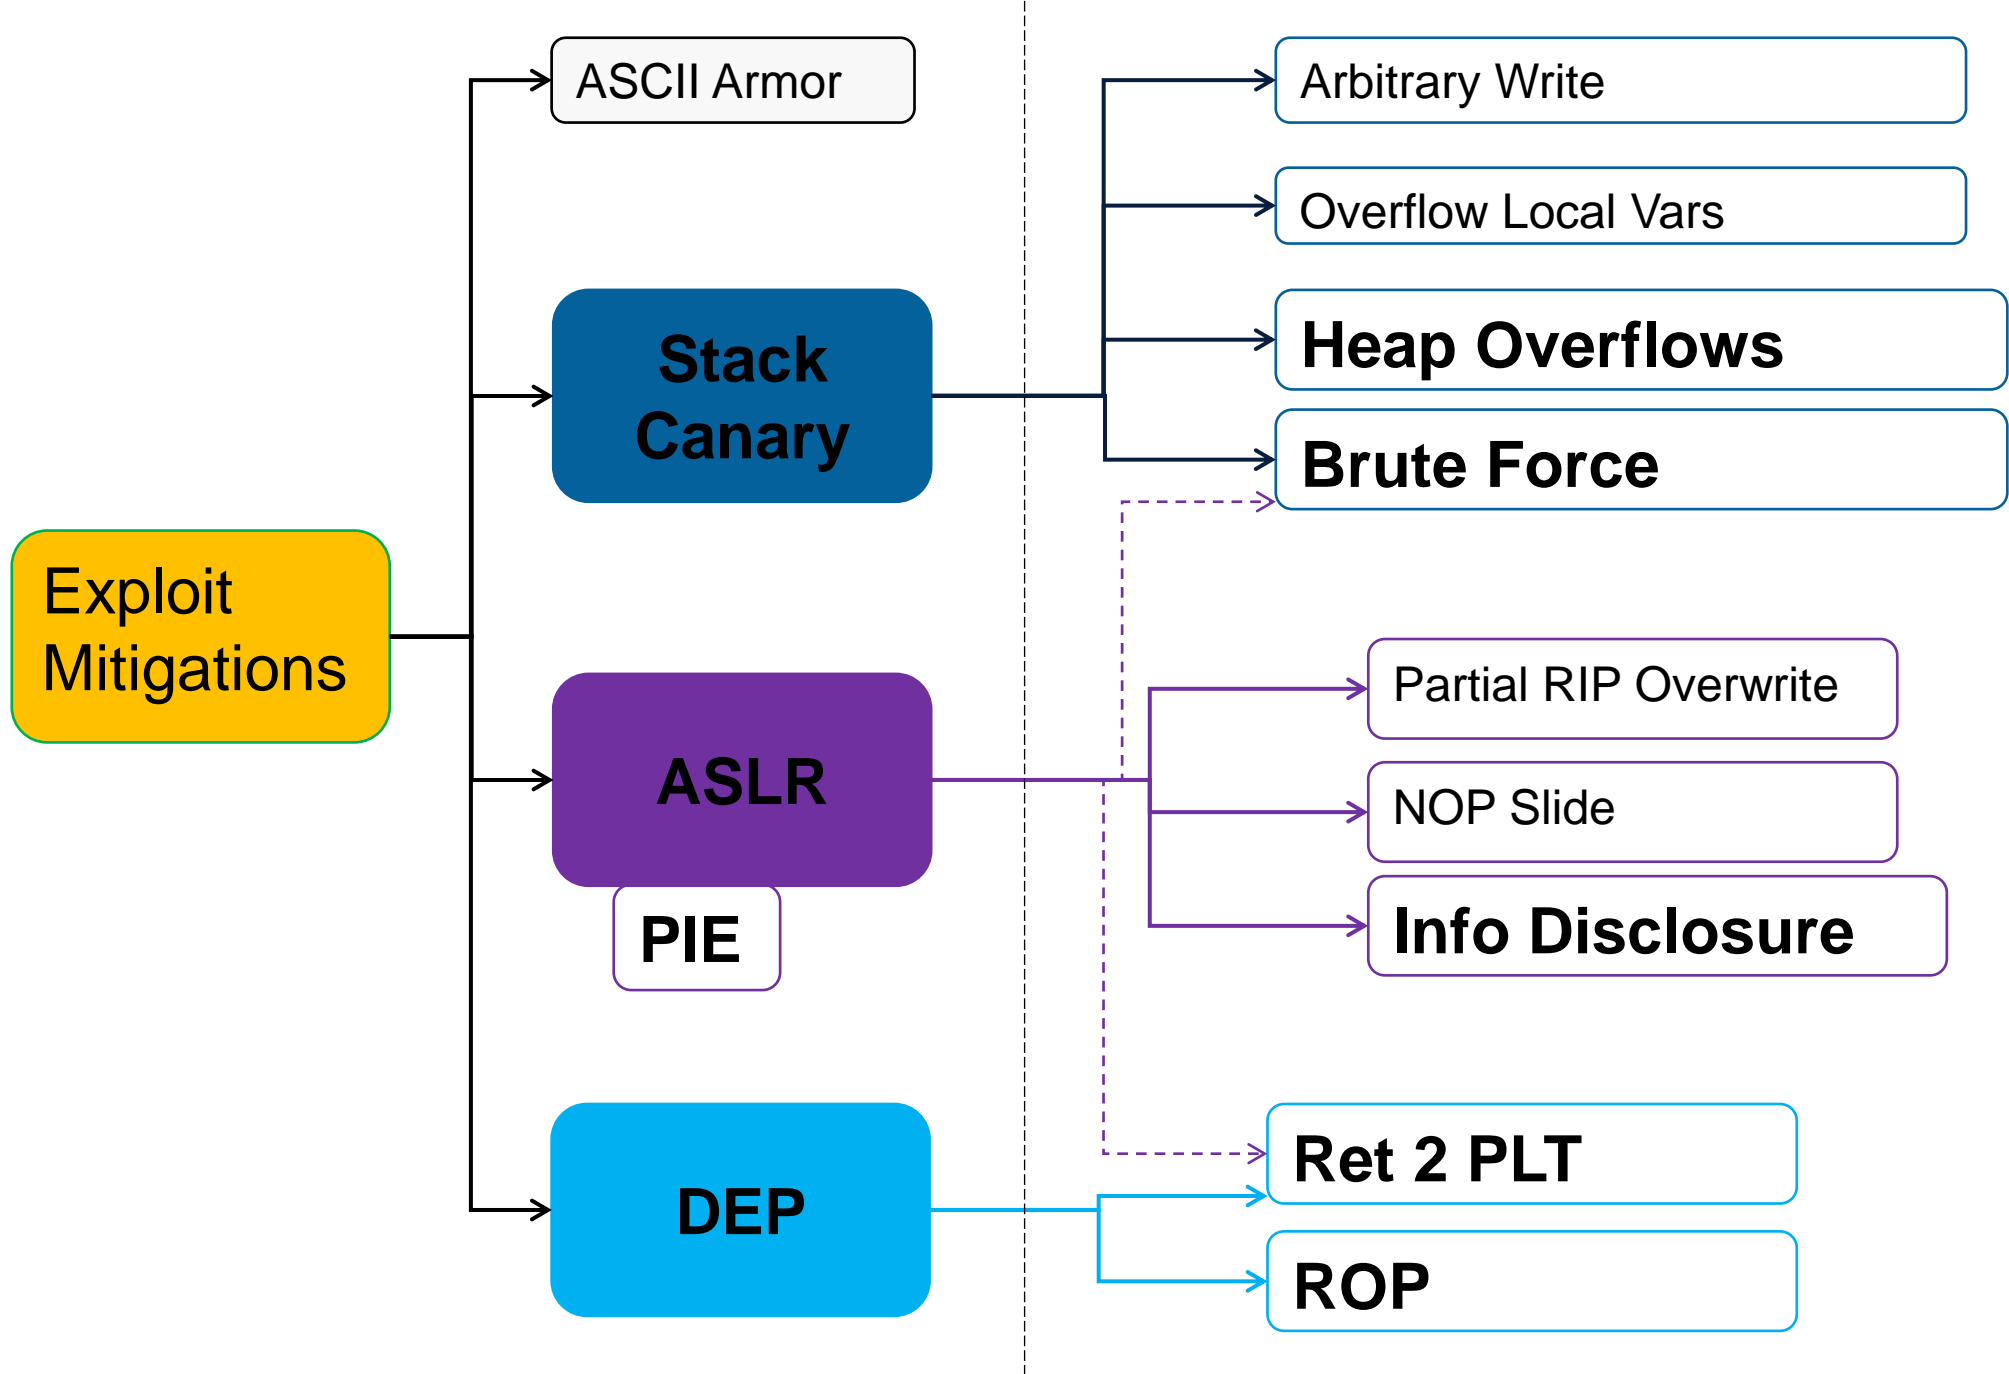 ASCII Armor
Arbitrary Write
Overflow Local Vars
Stack
Canary
Heap Overflows
Brute Force
Exploit
Mitigations
ASLR
PIE
Partial RIP Overwrite
NOP Slide
Info Disclosure
DEP
Ret 2 PLT
ROP